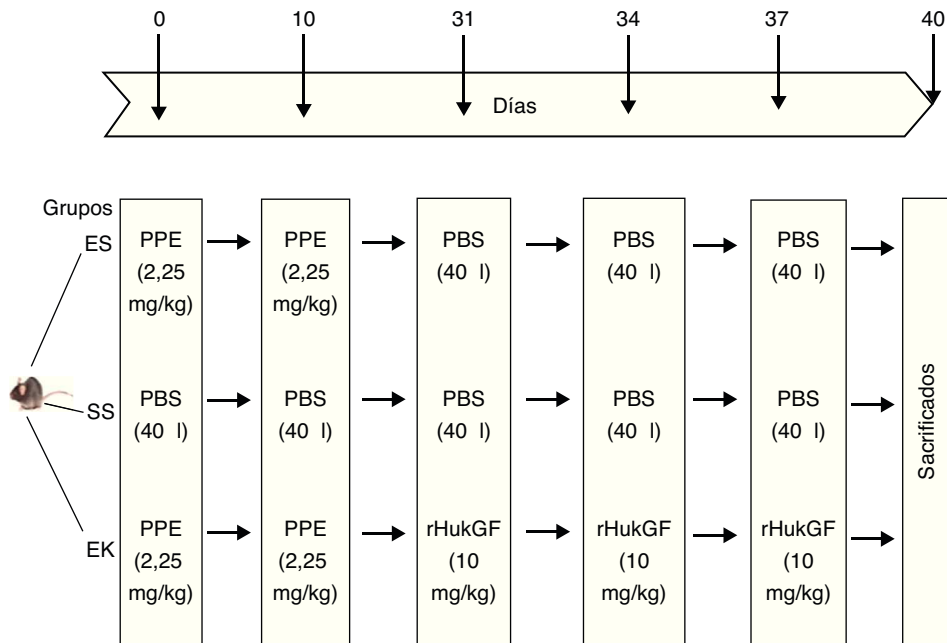 0 10 31 34 37 40
Días
Grupos
ES
PPE
(2,25
mg/kg)
PPE
(2,25
mg/kg)
PBS
(40 l)
PBS
(40 l)
PBS
(40 l)
SS
PBS
(40 l)
PBS
(40 l)
PBS
(40 l)
PBS
(40 l)
PBS
(40 l)
EK
PPE
(2,25
mg/kg)
PPE
(2,25
mg/kg)
rHukGF
(10
mg/kg)
rHukGF
(10
mg/kg)
rHukGF
(10
mg/kg)
Sacrificados